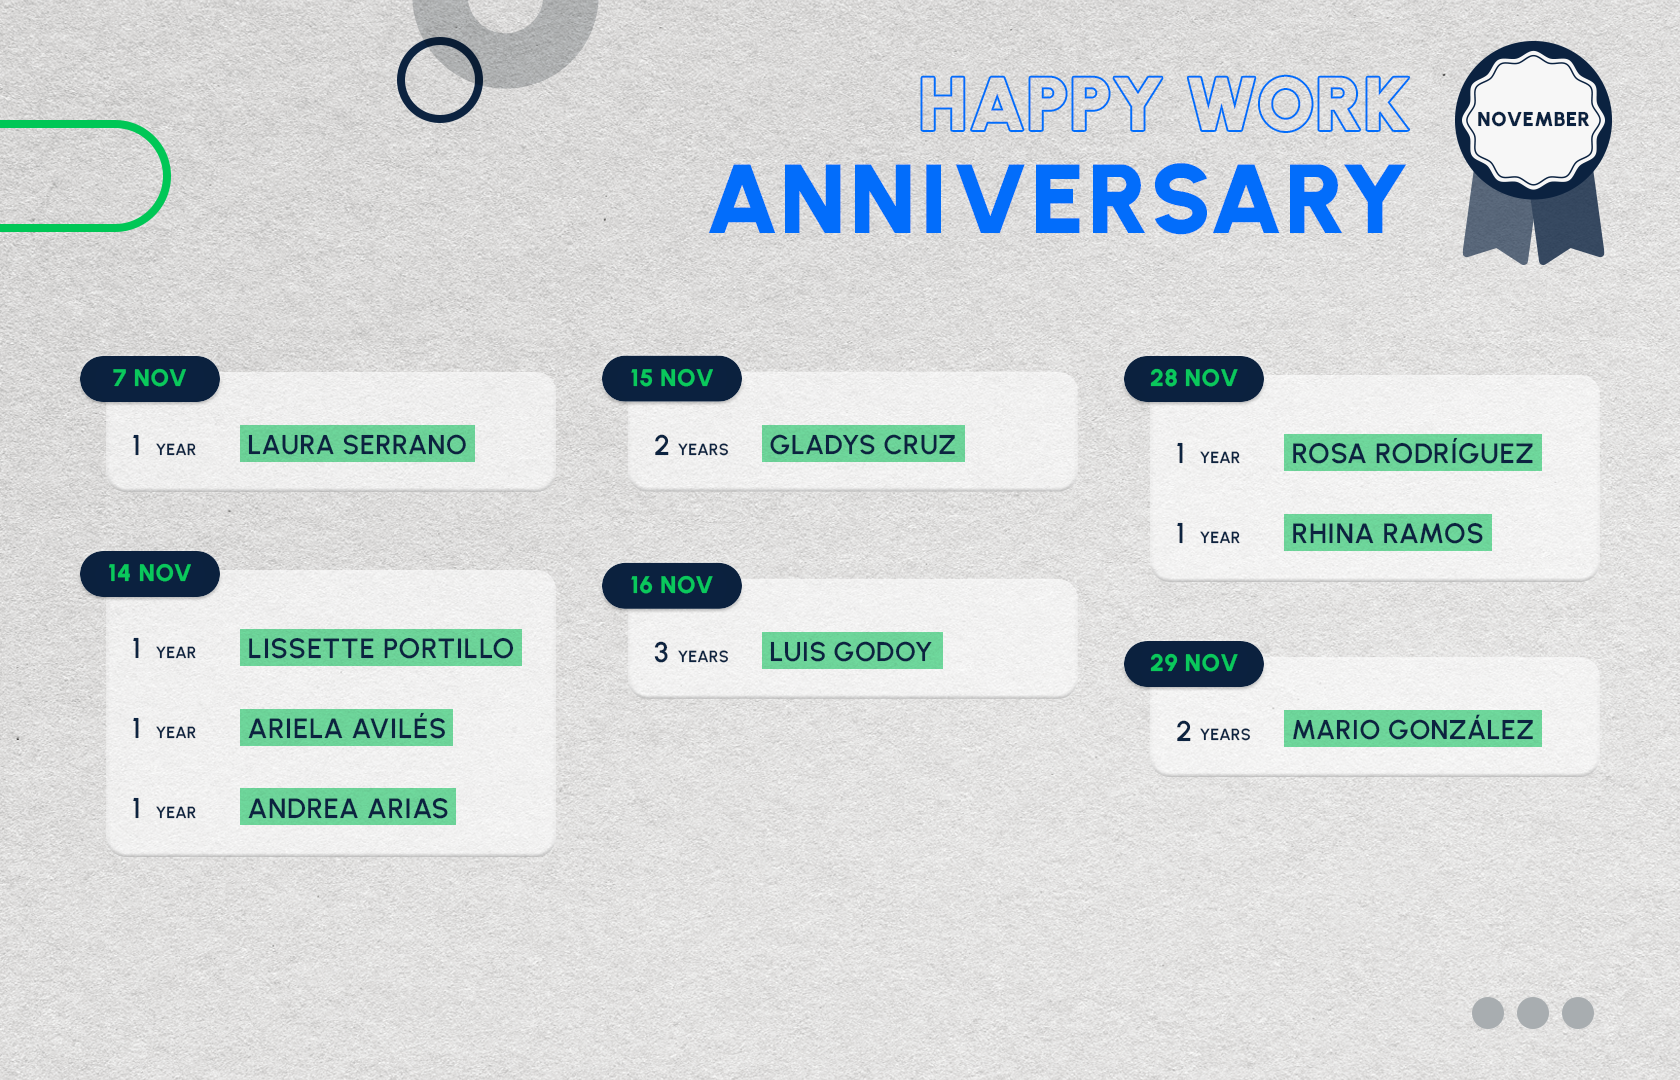 HAPPY WORK
ANNIVERSARY
NOVEMBER
7 NOV
1 YEAR LAURA SERRANO
14 NOV
1 YEAR LISSETTE PORTILLO
1 YEAR ARIELA AVILÉS
1 YEAR ANDREA ARIAS
15 NOV
2 YEARS GLADYS CRUZ
16 NOV
3 YEARS LUIS GODOY
28 NOV
1 YEAR ROSA RODRÍGUEZ
1 YEAR RHINA RAMOS
29 NOV
2 YEARS MARIO GONZÁLEZ